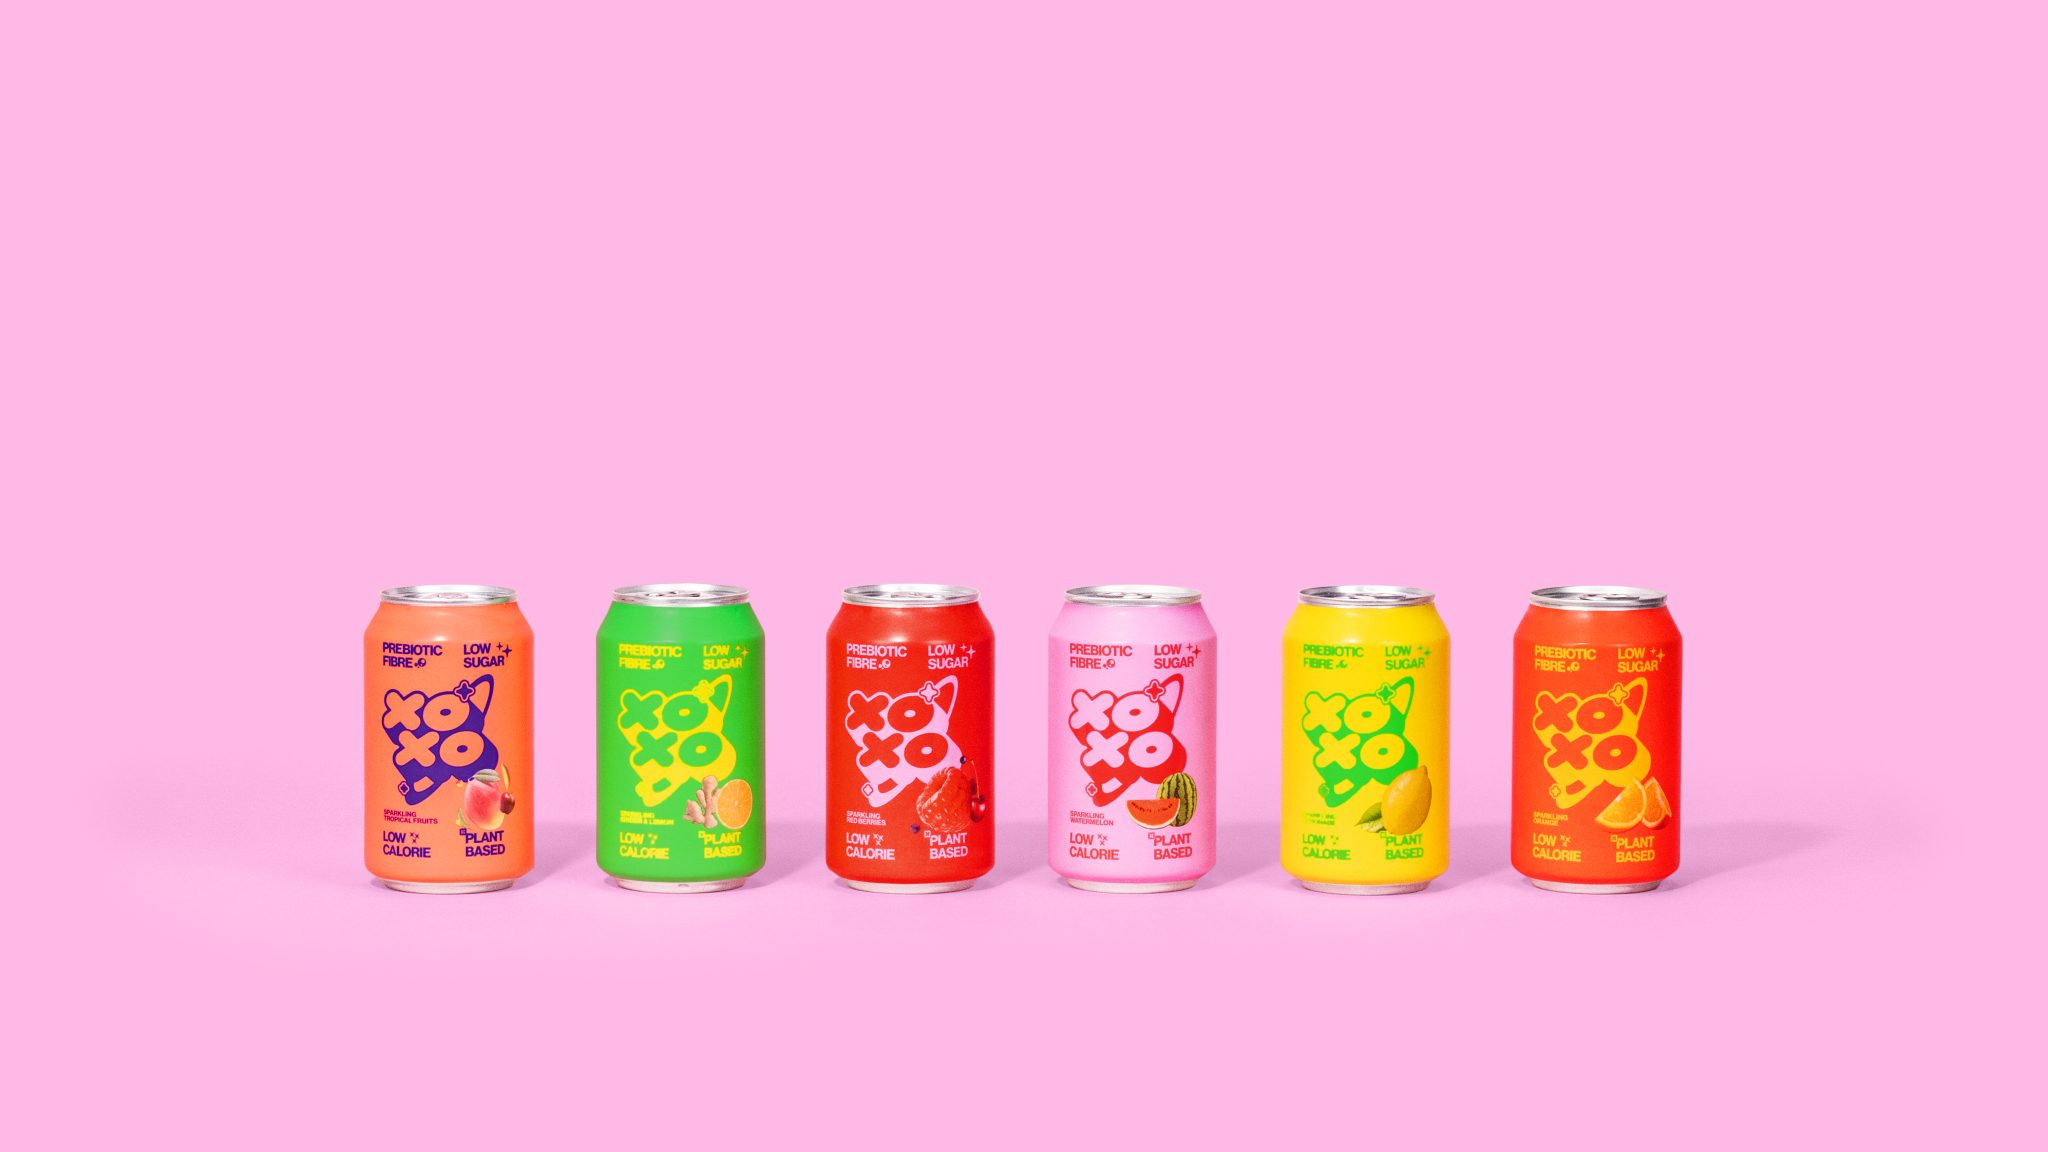 PREBIOTIC
FIBRE
LOW
SUGAR
XO
XO
SPARKLING
TROPICAL FRUITS
LOW
CALORIE
PLANT
BASED
PREBIOTIC
FIBRE
LOW
SUGAR
XO
XO
SPARKLING
GINGER & LEMON
LOW
CALORIE
PLANT
BASED
PREBIOTIC
FIBRE
LOW
SUGAR
XO
XO
SPARKLING
RED BERRIES
LOW
CALORIE
PLANT
BASED
PREBIOTIC
FIBRE
LOW
SUGAR
XO
XO
SPARKLING
WATERMELON
LOW
CALORIE
PLANT
BASED
PREBIOTIC
FIBRE
LOW
SUGAR
XO
XO
LOW
CALORIE
PLANT
BASED
PREBIOTIC
FIBRE
LOW
SUGAR
XO
XO
SPARKLING
ORANGE
LOW
CALORIE
PLANT
BASED